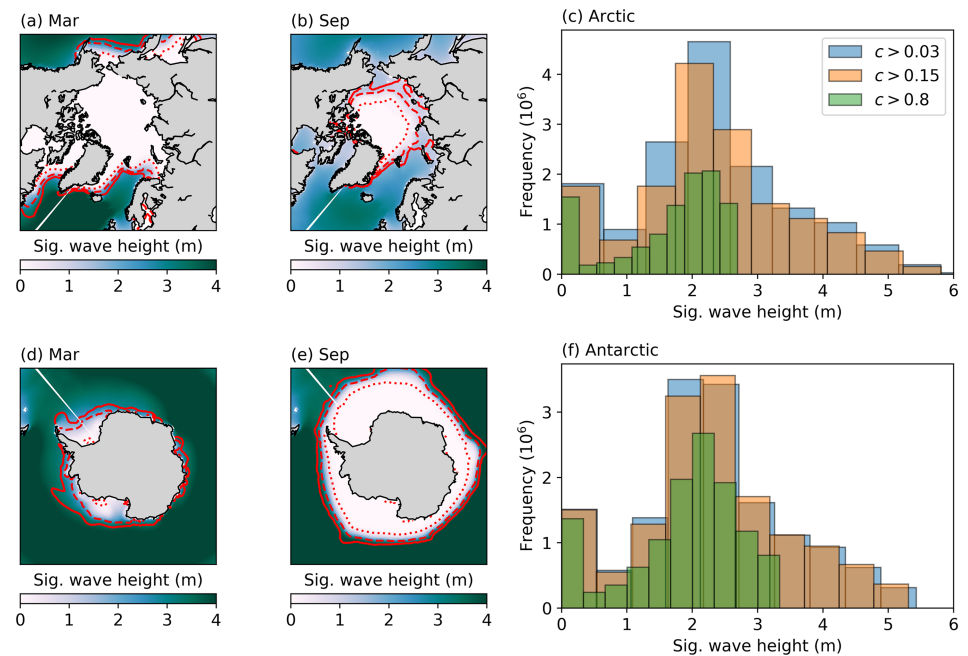 (a) Mar
(b) Sep
(c) Arctic
Sig. wave height (m)
0 1 2 3 4
Sig. wave height (m)
0 1 2 3 4
Frequency (10⁶)
4
3
2
1
0
c > 0.03
c > 0.15
c > 0.8
0 1 2 3 4 5 6
Sig. wave height (m)
(d) Mar
(e) Sep
(f) Antarctic
Sig. wave height (m)
0 1 2 3 4
Sig. wave height (m)
0 1 2 3 4
Frequency (10⁶)
3
2
1
0
0 1 2 3 4 5 6
Sig. wave height (m)